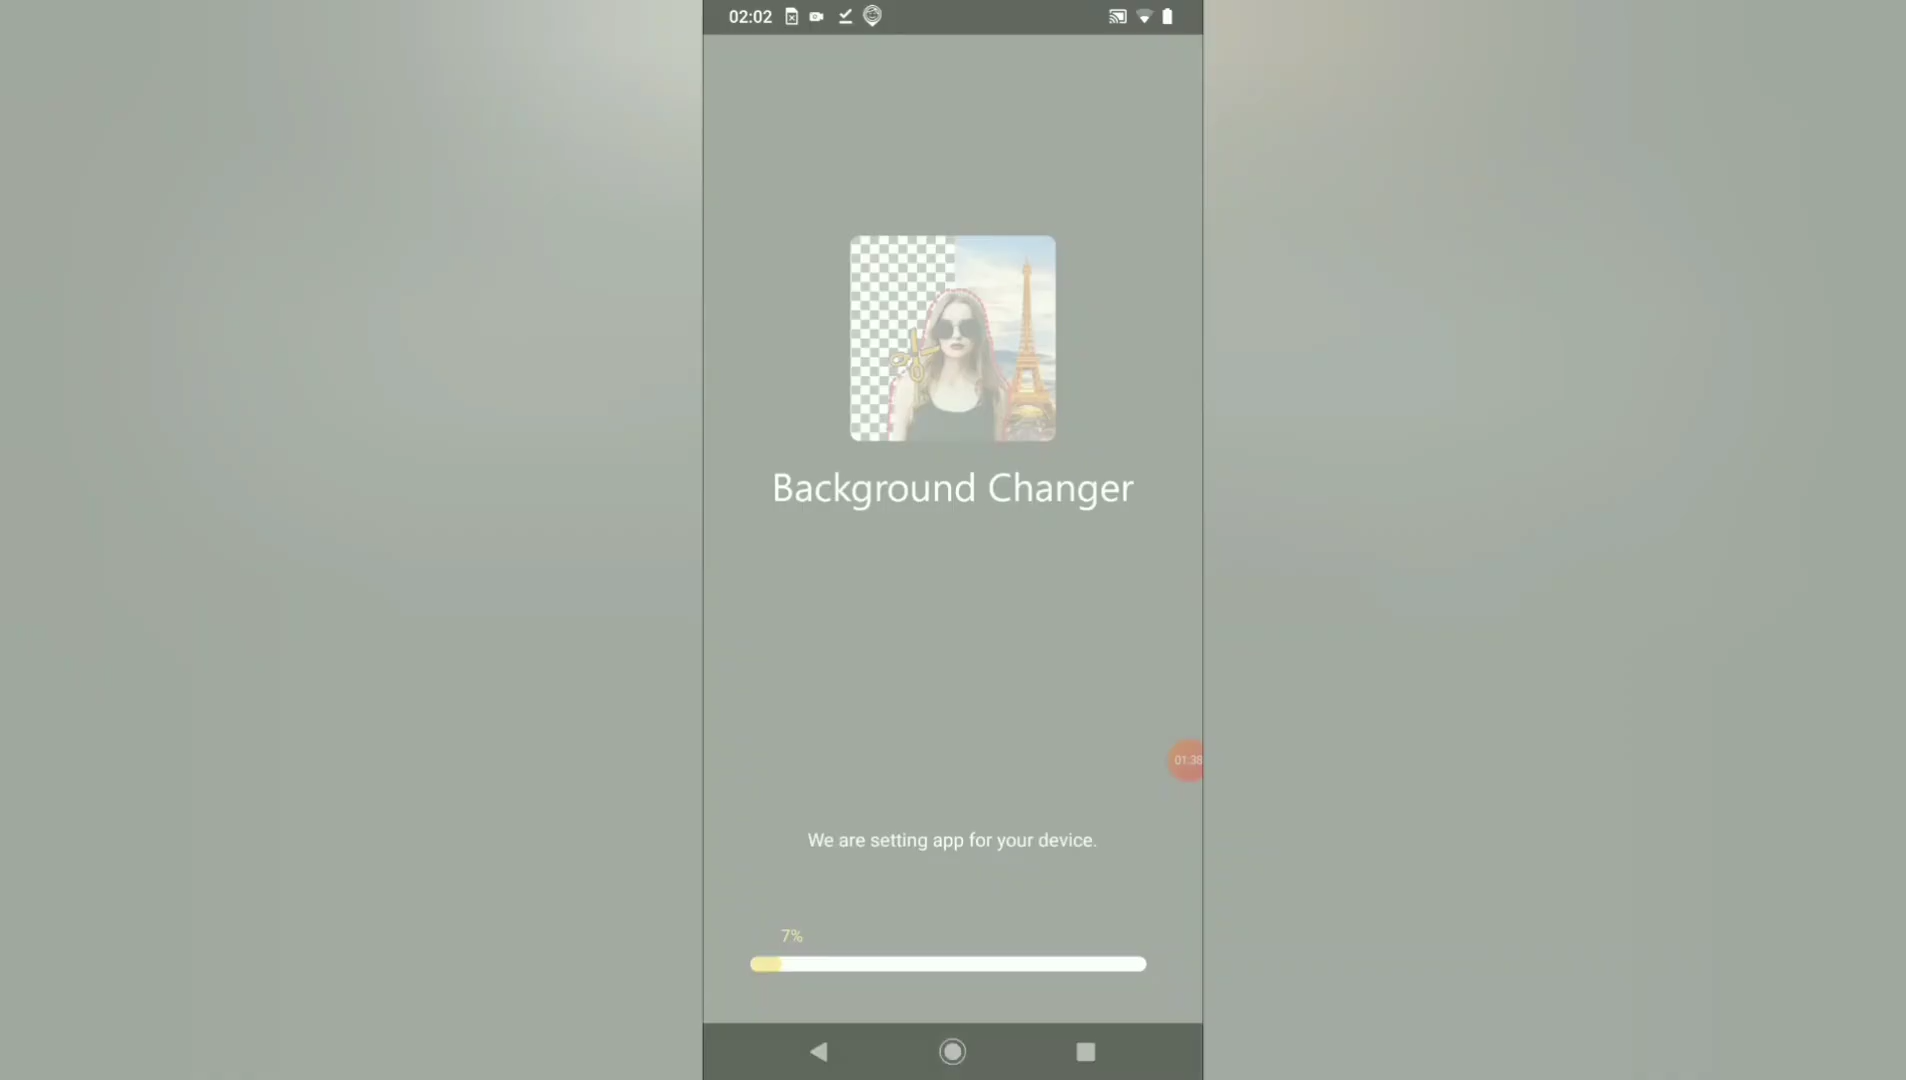 02:02
Background Changer
01:38
We are setting app for your device.
7%